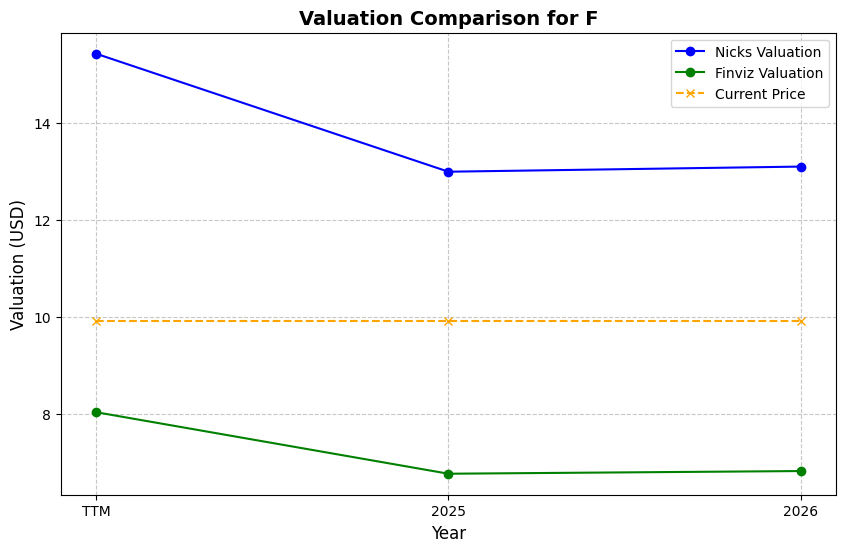 Valuation Comparison for F
Nicks Valuation
Finviz Valuation
Current Price
Valuation (USD)
14
12
10
8
TTM
2025
2026
Year